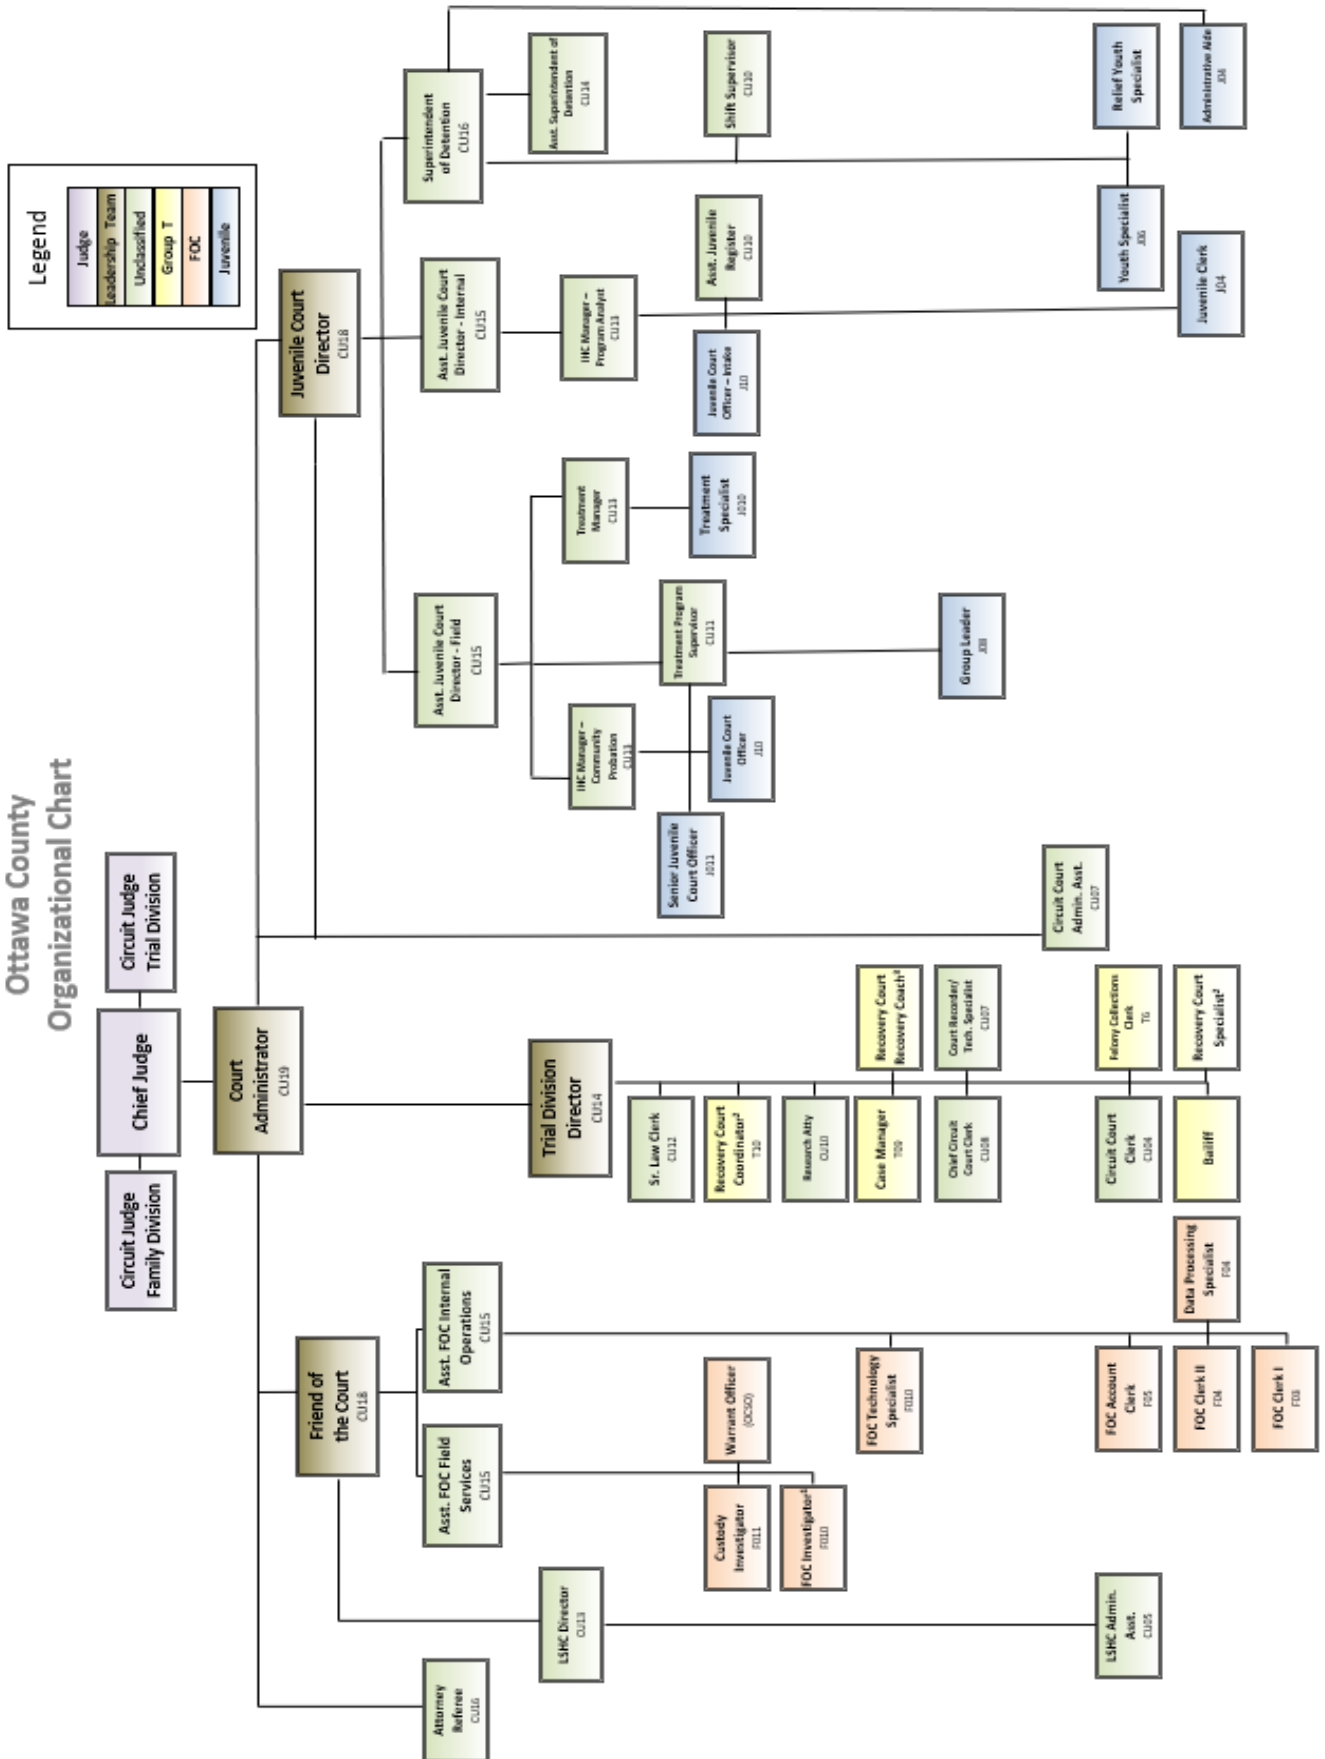 Ottawa County
Organizational Chart
Legend
Judge
Leadership Team
Unclassified
Group T
FOC
Juvenile
Circuit Judge
Family Division
Chief Judge
Circuit Judge
Trial Division
Court
Administrator
CU19
Attorney
Referee
CU16
Friend of
the Court
CU18
LSHC Director
CU13
LSHC Admin.
Asst.
CU05
Asst. FOC Field
Services
CU15
Asst. FOC Internal
Operations
CU15
Custody
Investigator
F011
Warrant Officer
(OCSO)
FOC Investigator¹
F010
FOC Technology
Specialist
F010
FOC Account
Clerk
F05
FOC Clerk II
F04
Data Processing
Specialist
F04
FOC Clerk I
F03
Trial Division
Director
CU14
Sr. Law Clerk
CU12
Recovery Court
Coordinator²
T10
Research Atty
CU10
Case Manager
T09
Recovery Court
Recovery Coach³
Chief Circuit
Court Clerk
CU08
Court Recorder/
Tech. Specialist
CU07
Circuit Court
Clerk
CU04
Felony Collections
Clerk
T6
Bailiff
Recovery Court
Specialist²
Circuit Court
Admin. Asst.
CU07
Juvenile Court
Director
CU18
Asst. Juvenile Court
Director - Field
CU15
IHC Manager –
Community
Probation
CU13
Treatment
Manager
CU13
Senior Juvenile
Court Officer
J011
Juvenile Court
Officer
J10
Treatment Program
Supervisor
CU11
Treatment
Specialist
J010
Group Leader
J08
Asst. Juvenile Court
Director - Internal
CU15
IHC Manager –
Program Analyst
CU13
Juvenile Court
Officer – Intake
J10
Asst. Juvenile
Register
CU10
Juvenile Clerk
J04
Superintendent
of Detention
CU16
Asst. Superintendent of
Detention
CU14
Shift Supervisor
CU10
Youth Specialist
J06
Relief Youth
Specialist
Administrative Aide
J04